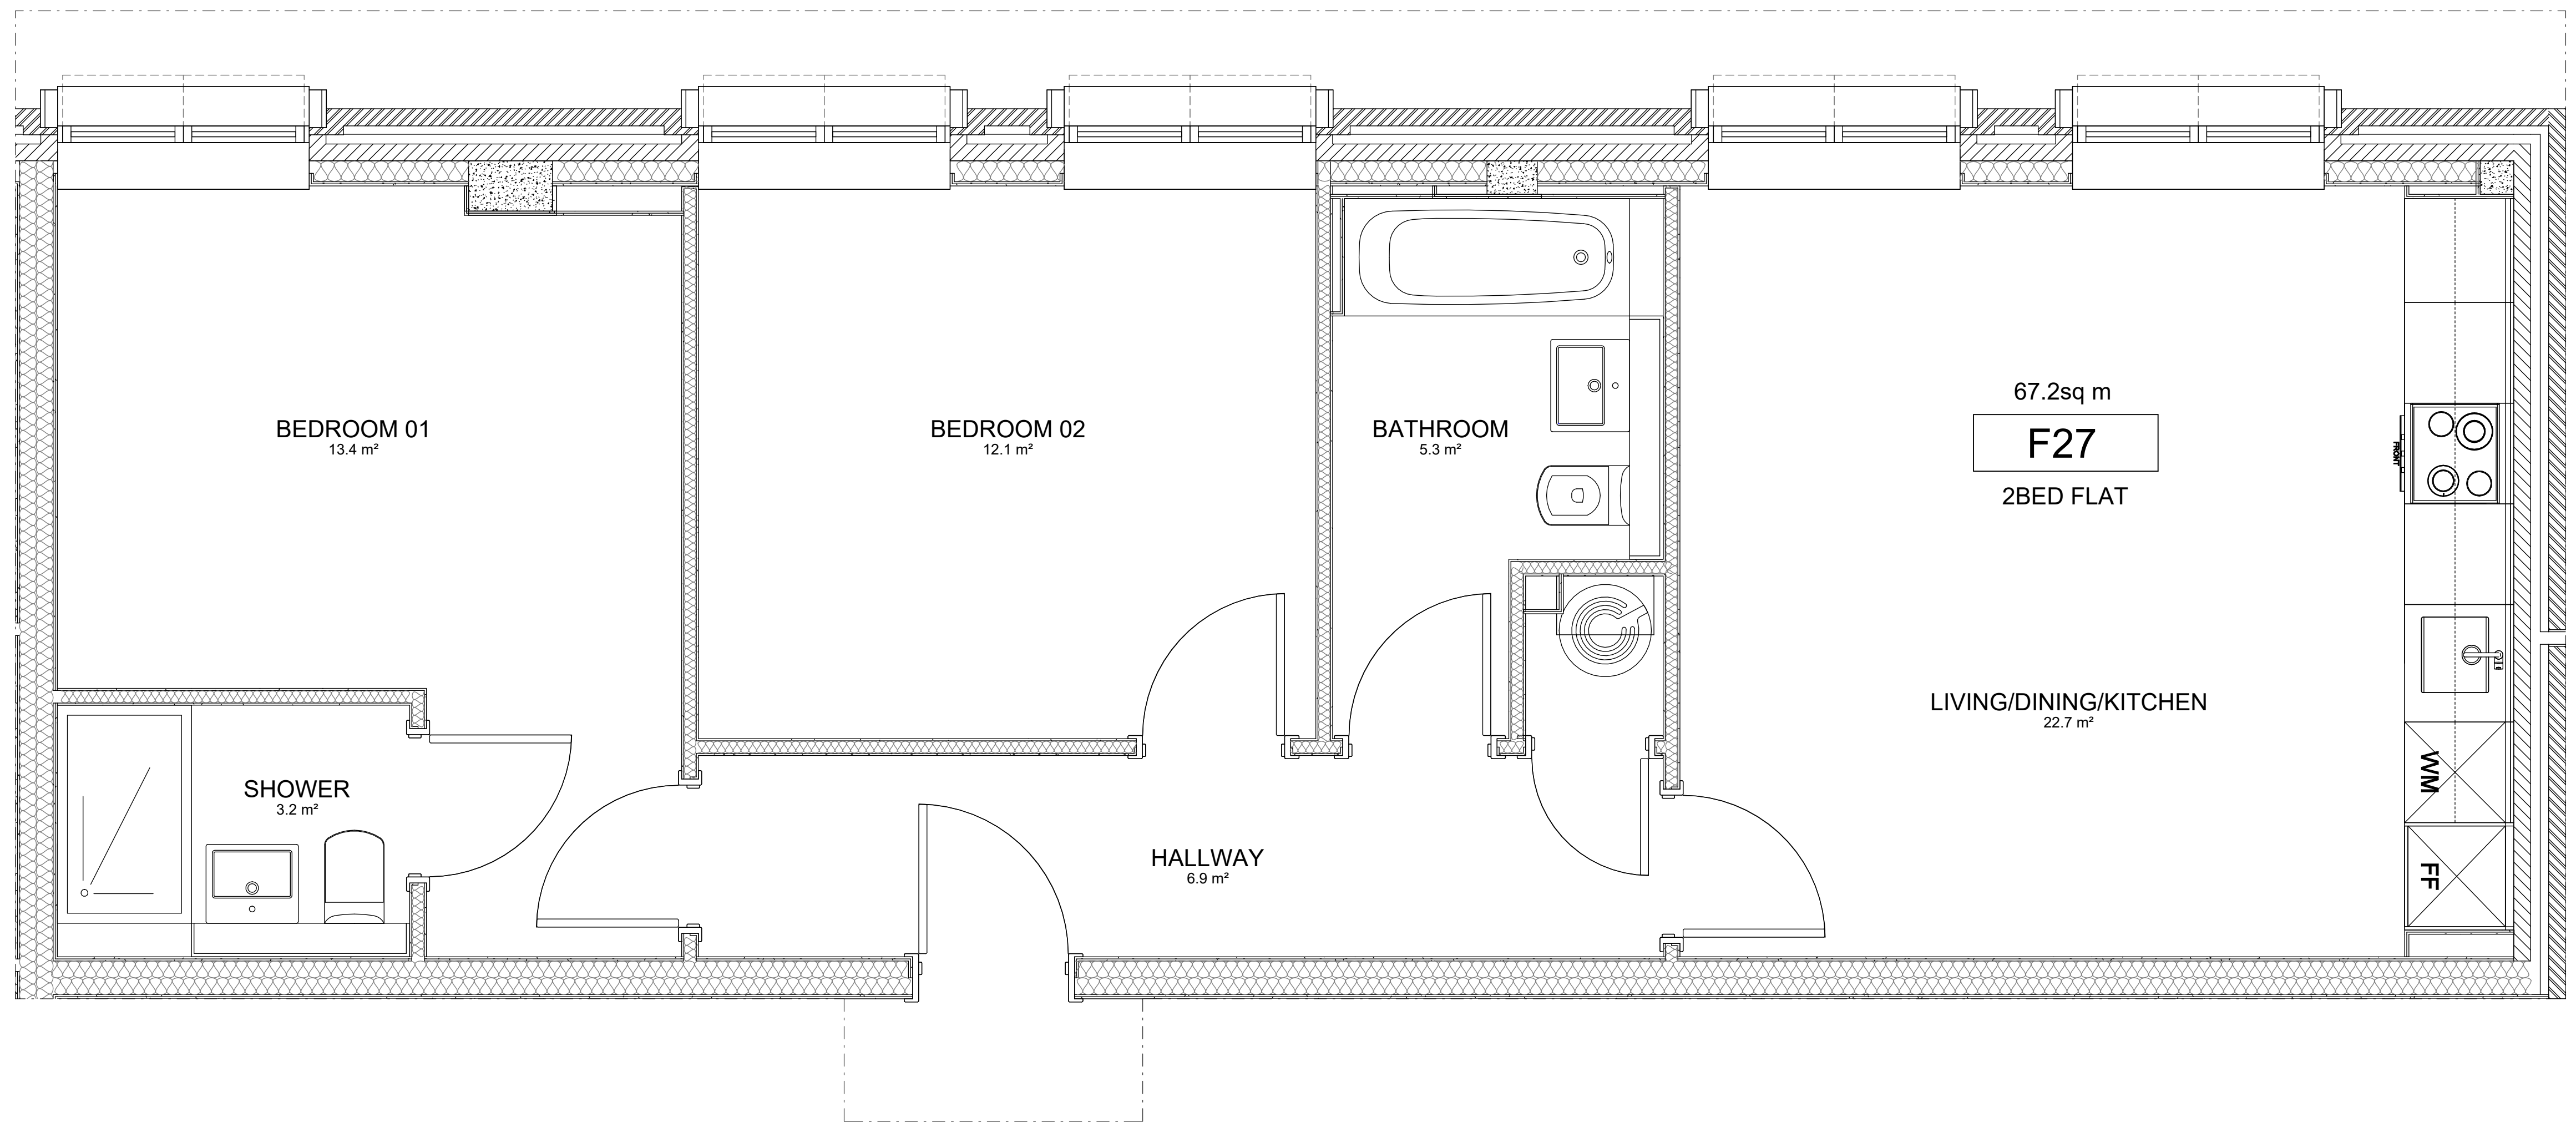 BEDROOM 01
13.4 m²
BEDROOM 02
12.1 m²
BATHROOM
5.3 m²
67.2sq m
F27
2BED FLAT
FRONT
LIVING/DINING/KITCHEN
22.7 m²
WM
FF
SHOWER
3.2 m²
HALLWAY
6.9 m²